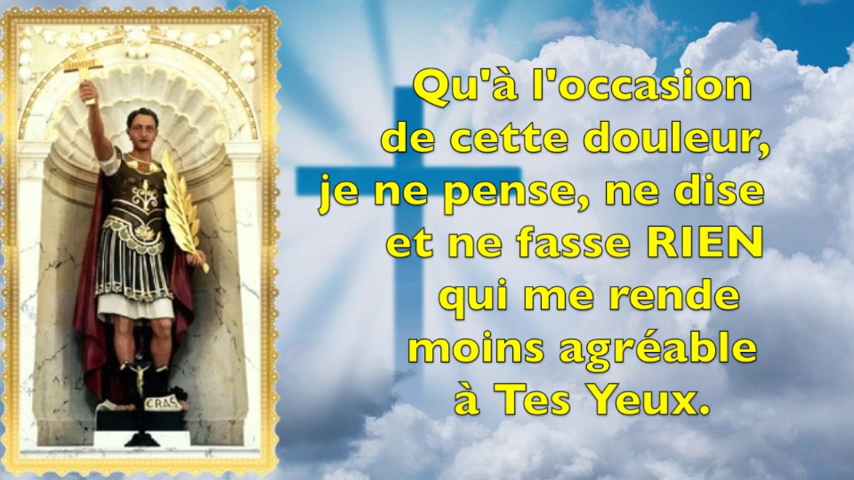 Qu'à l'occasion
de cette douleur,
je ne pense, ne dise
et ne fasse RIEN
qui me rende
moins agréable
à Tes Yeux.
CRAS